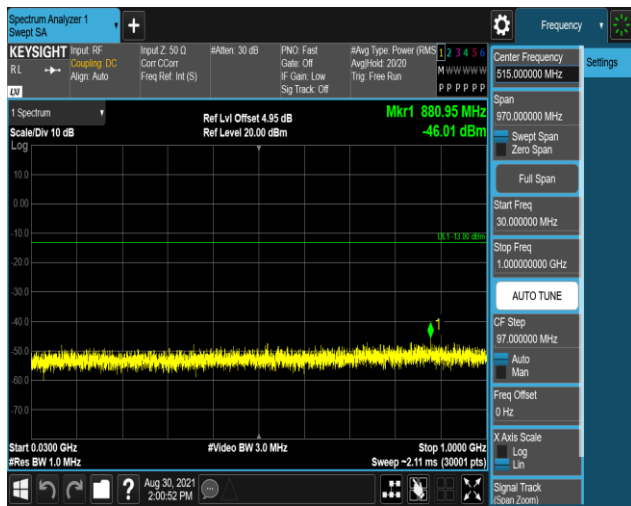 Spectrum Analyzer 1
Swept SA
Frequency
KEYSIGHT
RL
LXI
Input: RF
Coupling: DC
Align: Auto
Input Z: 50 Ω
Corr CCorr
Freq Ref: Int (S)
#Atten: 30 dB
PNO: Fast
Gate: Off
IF Gain: Low
Sig Track: Off
#Avg Type: Power (RMS
Avg|Hold: 20/20
Trig: Free Run
1 2 3 4 5 6
M W W W W W
P P P P P P
1 Spectrum
Scale/Div 10 dB
Ref Lvl Offset 4.95 dB
Ref Level 20.00 dBm
Mkr1 880.95 MHz
-46.01 dBm
Log
10.0
0.00
-10.0
-20.0
-30.0
-40.0
-50.0
-60.0
-70.0
DL1 -13.00 dBm
1
Start 0.0300 GHz
#Res BW 1.0 MHz
#Video BW 3.0 MHz
Stop 1.0000 GHz
Sweep ~2.11 ms (30001 pts)
Aug 30, 2021
2:00:52 PM
Center Frequency
515.000000 MHz
Settings
Span
970.000000 MHz
Swept Span
Zero Span
Full Span
Start Freq
30.000000 MHz
Stop Freq
1.000000000 GHz
AUTO TUNE
CF Step
97.000000 MHz
Auto
Man
Freq Offset
0 Hz
X Axis Scale
Log
Lin
Signal Track
(Span Zoom)